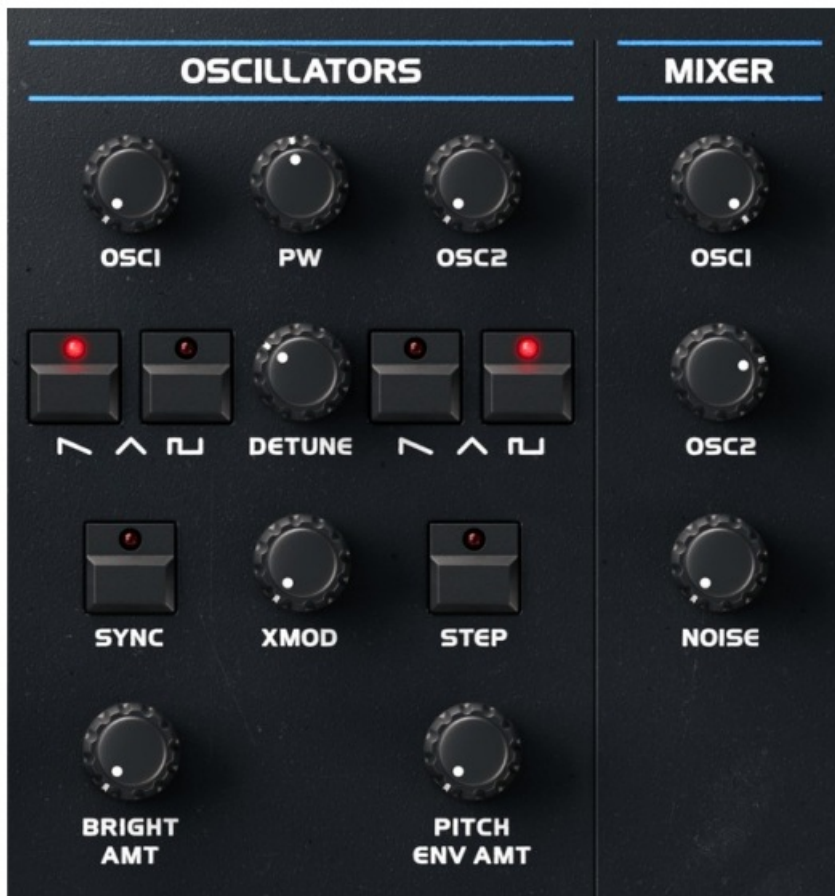 OSCILLATORS
MIXER
OSC1
PW
OSC2
OSC1
DETUNE
OSC2
SYNC
XMOD
STEP
NOISE
BRIGHT
AMT
PITCH
ENV AMT